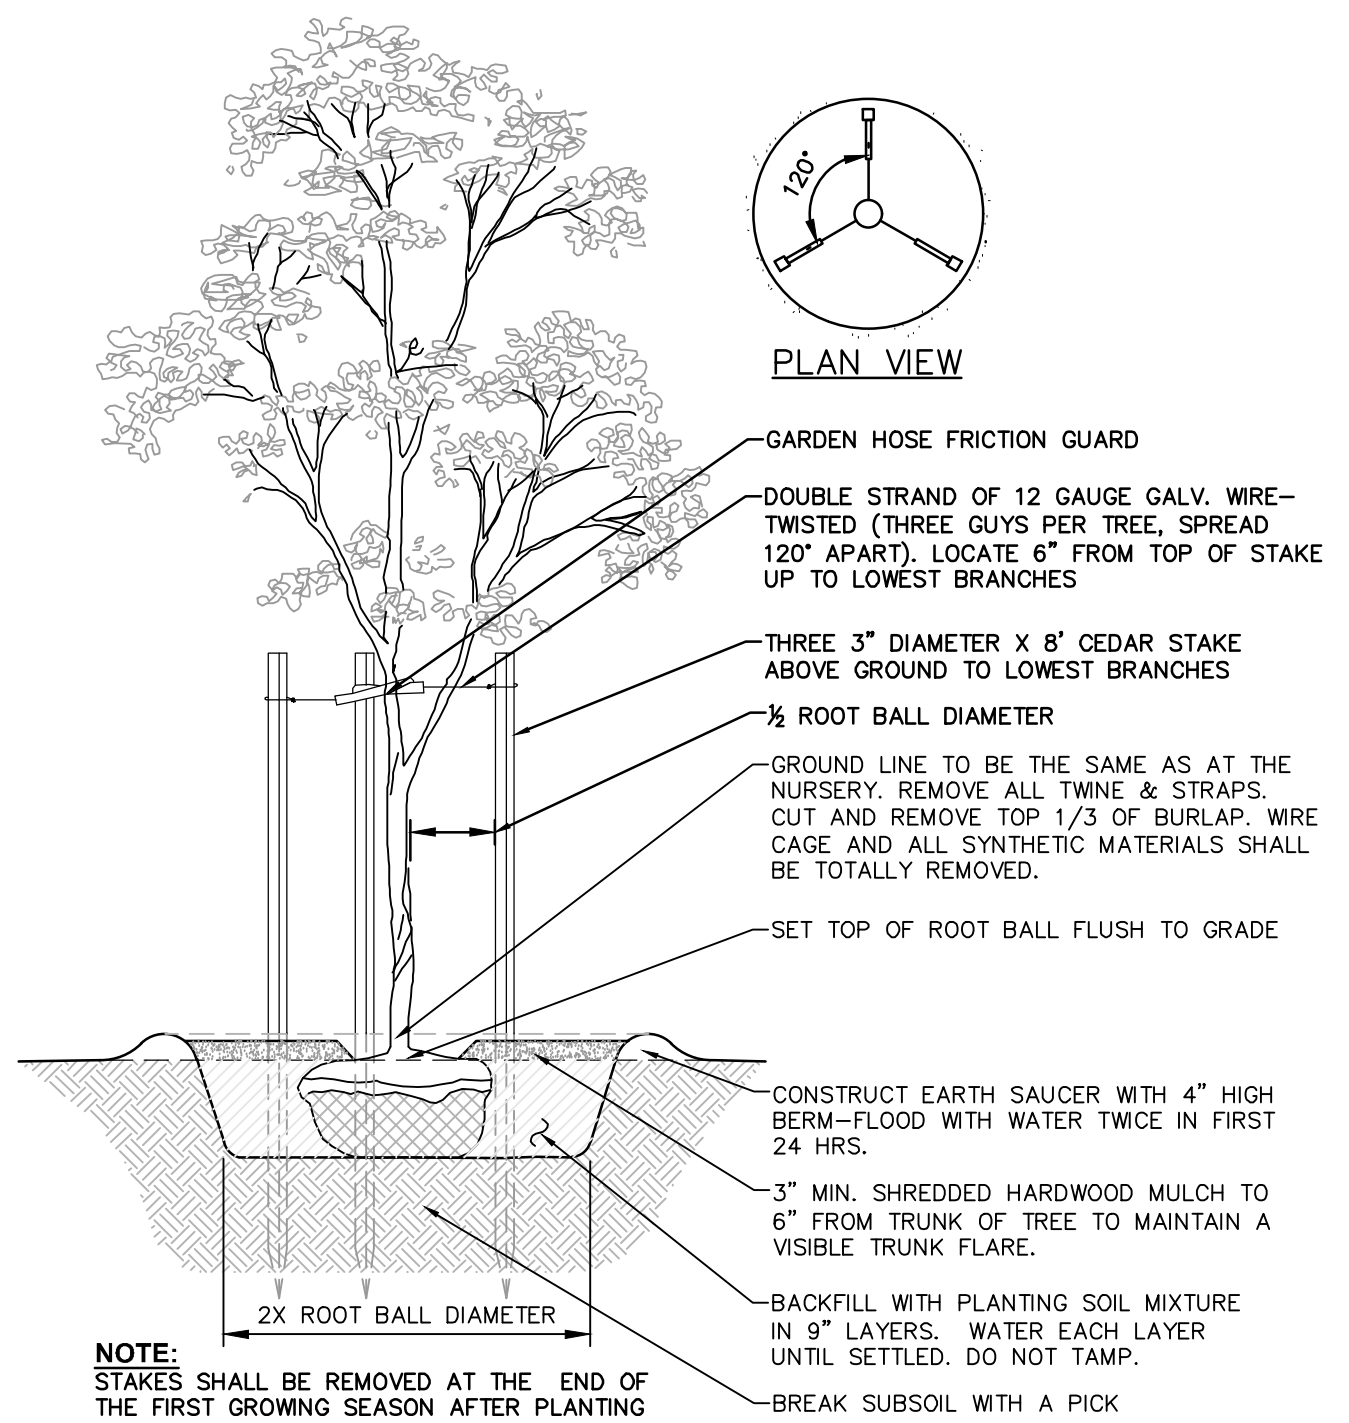 120°
PLAN VIEW
GARDEN HOSE FRICTION GUARD
DOUBLE STRAND OF 12 GAUGE GALV. WIRE-
TWISTED (THREE GUYS PER TREE, SPREAD
120° APART). LOCATE 6" FROM TOP OF STAKE
UP TO LOWEST BRANCHES
THREE 3" DIAMETER X 8' CEDAR STAKE
ABOVE GROUND TO LOWEST BRANCHES
½ ROOT BALL DIAMETER
GROUND LINE TO BE THE SAME AS AT THE
NURSERY. REMOVE ALL TWINE & STRAPS.
CUT AND REMOVE TOP 1/3 OF BURLAP. WIRE
CAGE AND ALL SYNTHETIC MATERIALS SHALL
BE TOTALLY REMOVED.
SET TOP OF ROOT BALL FLUSH TO GRADE
CONSTRUCT EARTH SAUCER WITH 4" HIGH
BERM-FLOOD WITH WATER TWICE IN FIRST
24 HRS.
3" MIN. SHREDDED HARDWOOD MULCH TO
6" FROM TRUNK OF TREE TO MAINTAIN A
VISIBLE TRUNK FLARE.
BACKFILL WITH PLANTING SOIL MIXTURE
IN 9" LAYERS. WATER EACH LAYER
UNTIL SETTLED. DO NOT TAMP.
BREAK SUBSOIL WITH A PICK
2X ROOT BALL DIAMETER
NOTE:
STAKES SHALL BE REMOVED AT THE END OF
THE FIRST GROWING SEASON AFTER PLANTING